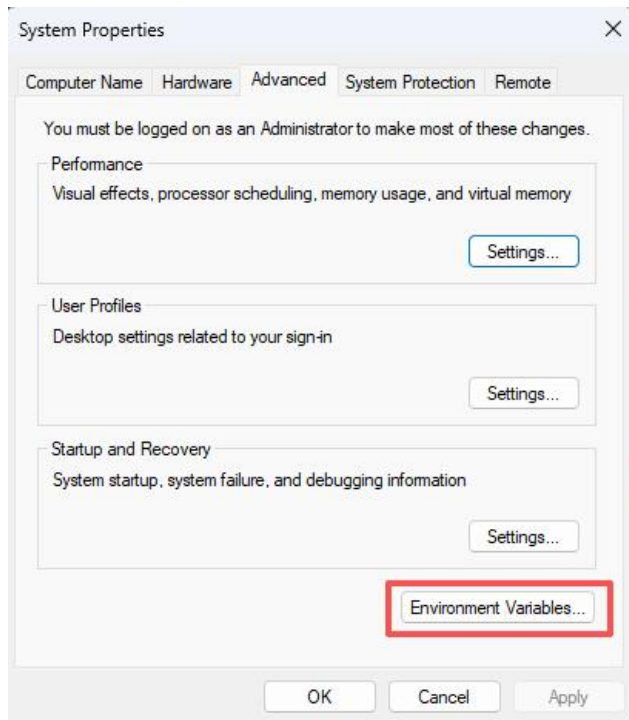 System Properties
Computer Name Hardware Advanced System Protection Remote
You must be logged on as an Administrator to make most of these changes.
Performance
Visual effects, processor scheduling, memory usage, and virtual memory
Settings...
User Profiles
Desktop settings related to your sign-in
Settings...
Startup and Recovery
System startup, system failure, and debugging information
Settings...
Environment Variables...
OK Cancel Apply